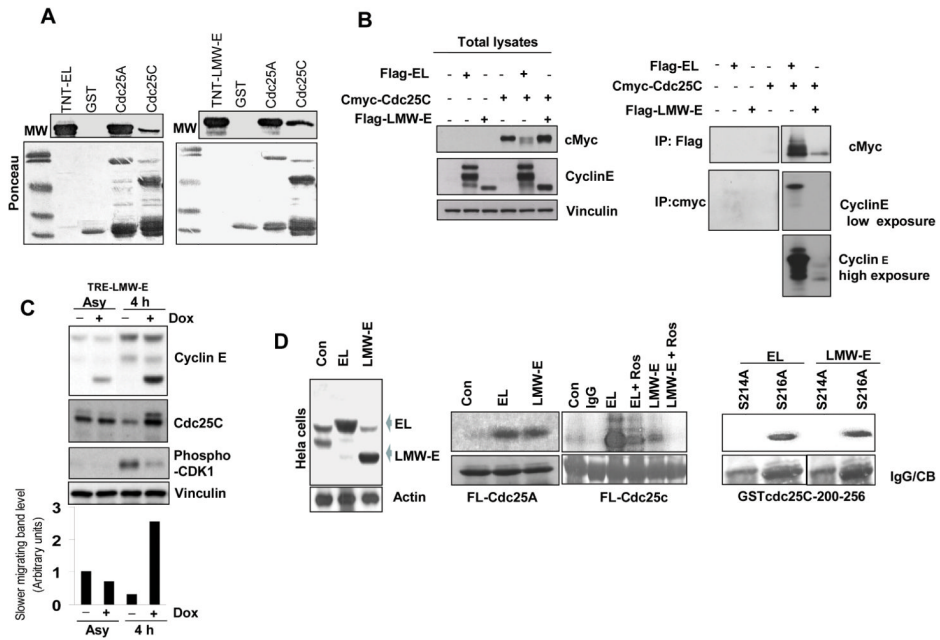 A
TNT-EL
GST
Cdc25A
Cdc25C
TNT-LMW-E
GST
Cdc25A
Cdc25C
MW
MW
Ponceau
B
Total lysates
Flag-EL - + - - + -
Cmyc-Cdc25C - - - + + +
Flag-LMW-E - - + - - +
cMyc
CyclinE
Vinculin
Flag-EL - + - - + -
Cmyc-Cdc25C - - - + + +
Flag-LMW-E - - + - - +
IP: Flag
cMyc
IP:cmyc
CyclinE
low exposure
Cyclin E
high exposure
C
TRE-LMW-E
Asy 4 h
– + – + Dox
Cyclin E
Cdc25C
Phospho
-CDK1
Vinculin
Slower migrating band level
(Arbitrary units)
3
2
1
0
– + – + Dox
Asy 4 h
D
Con
EL
LMW-E
Hela cells
EL
LMW-E
Actin
Con
EL
LMW-E
FL-Cdc25A
Con
IgG
EL
EL+ Ros
LMW-E
LMW-E + Ros
FL-Cdc25c
EL LMW-E
S214A
S216A
S214A
S216A
IgG/CB
GSTcdc25C-200-256